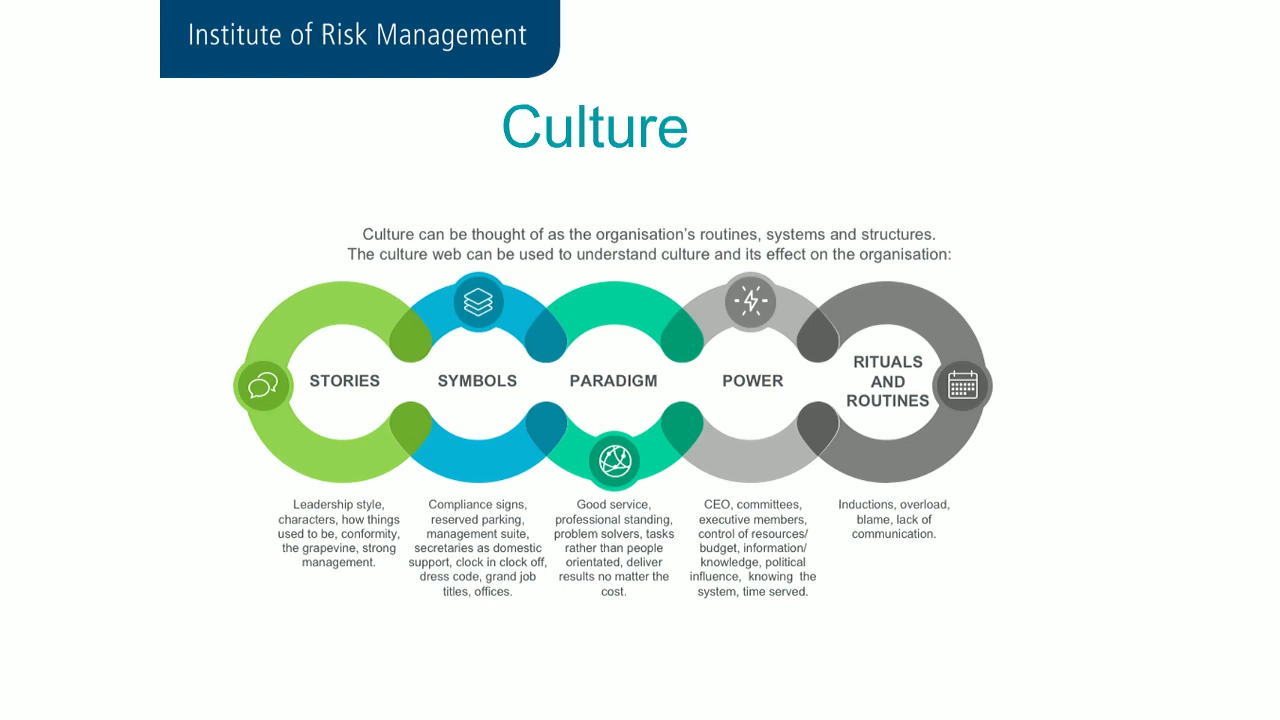 Institute of Risk Management
Culture
Culture can be thought of as the organisation's routines, systems and structures.
The culture web can be used to understand culture and its effect on the organisation:
STORIES
SYMBOLS
PARADIGM
POWER
RITUALS
AND
ROUTINES
Leadership style,
characters, how things
used to be, conformity,
the grapevine, strong
management.
Compliance signs,
reserved parking,
management suite,
secretaries as domestic
support, clock in clock off,
dress code, grand job
titles, offices.
Good service,
professional standing,
problem solvers, tasks
rather than people
orientated, deliver
results no matter the
cost.
CEO, committees,
executive members,
control of resources/
budget, information/
knowledge, political
influence, knowing the
system, time served.
Inductions, overload,
blame, lack of
communication.